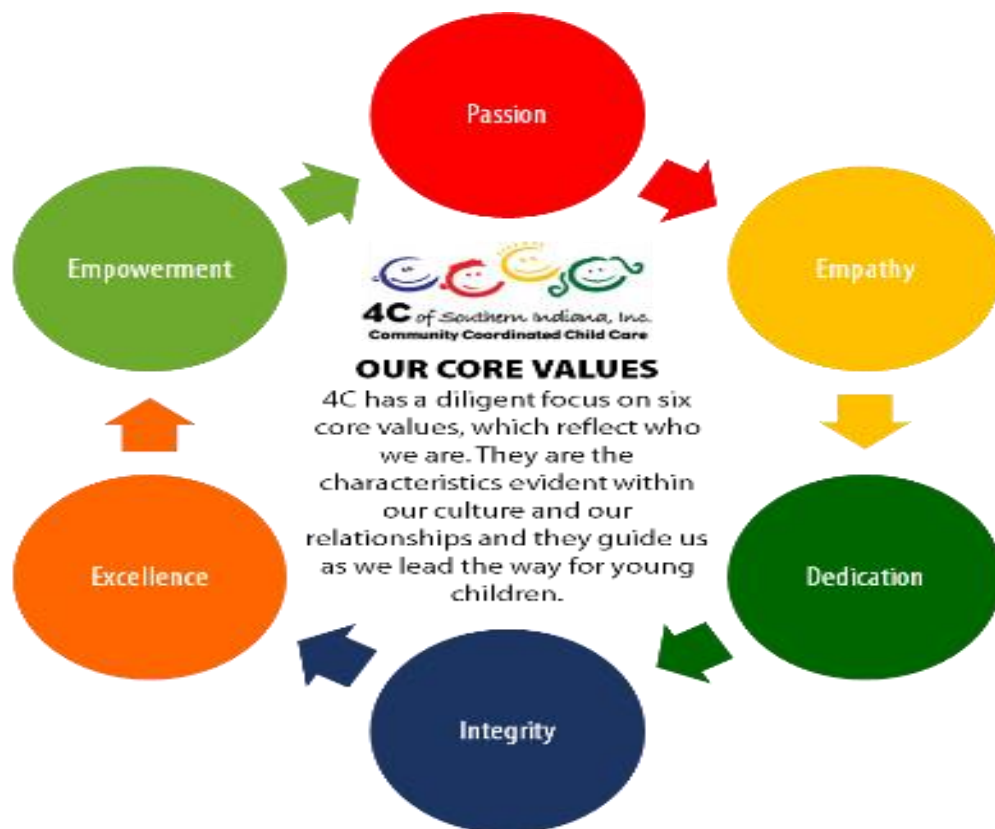 Passion
Empowerment
Empathy
4C of Southern Indiana, Inc.
Community Coordinated Child Care
OUR CORE VALUES
4C has a diligent focus on six
core values, which reflect who
we are. They are the
characteristics evident within
our culture and our
relationships and they guide us
as we lead the way for young
children.
Excellence
Dedication
Integrity